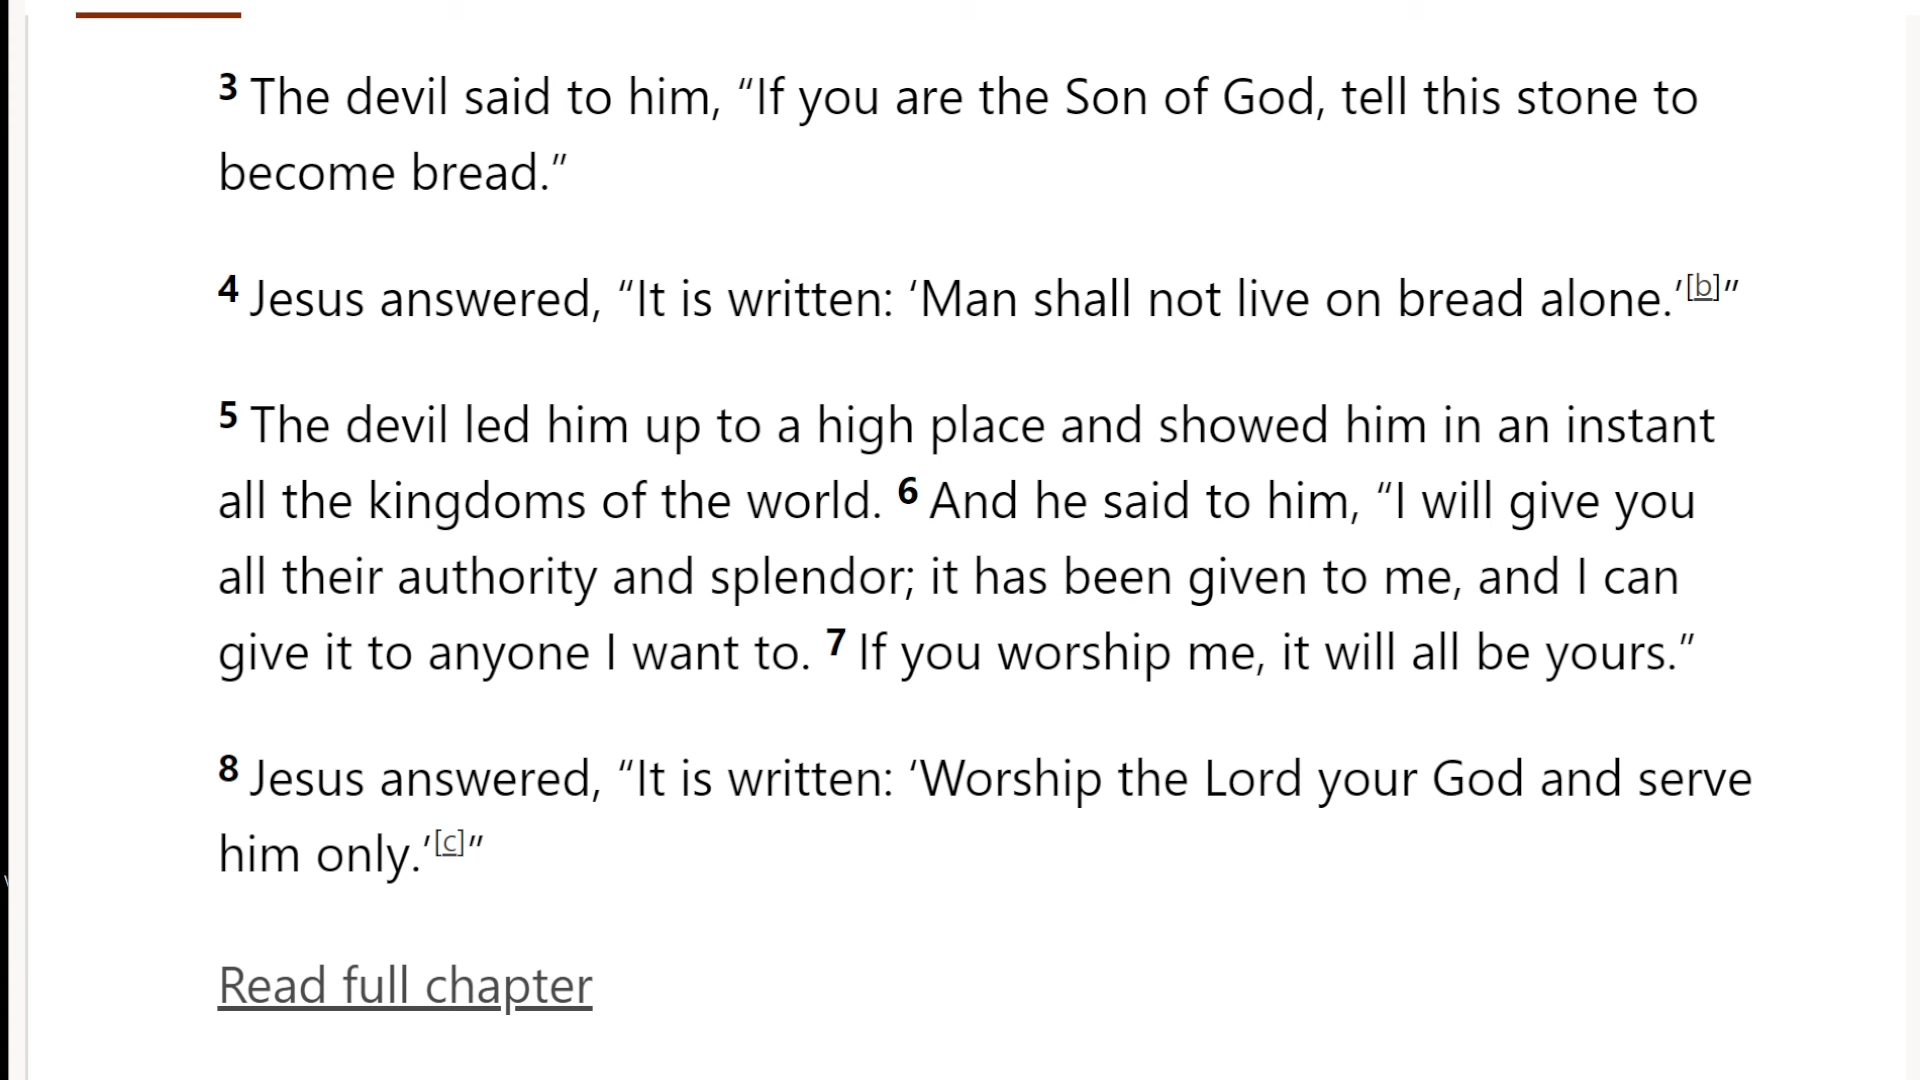 3 The devil said to him, “If you are the Son of God, tell this stone to
become bread.”
4 Jesus answered, “It is written: ‘Man shall not live on bread alone.’[b]”
5 The devil led him up to a high place and showed him in an instant
all the kingdoms of the world. 6 And he said to him, “I will give you
all their authority and splendor; it has been given to me, and I can
give it to anyone I want to. 7 If you worship me, it will all be yours.”
8 Jesus answered, “It is written: ‘Worship the Lord your God and serve
him only.’[c]”
Read full chapter